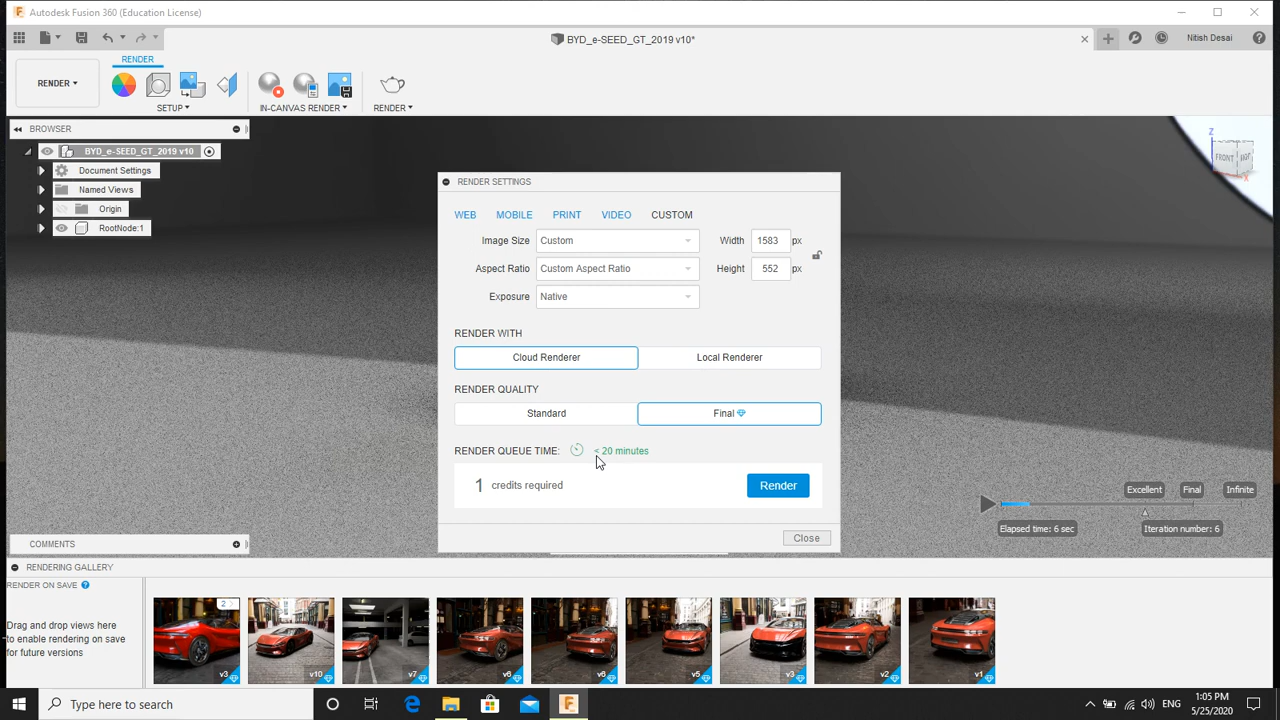 Autodesk Fusion 360 (Education License)
BYD_e-SEED_GT_2019 v10*
Nitish Desai
RENDER
RENDER
SETUP
IN-CANVAS RENDER
RENDER
BROWSER
BYD_e-SEED_GT_2019 v10
Document Settings
Named Views
Origin
RootNode:1
Z
FRONT
X
RENDER SETTINGS
WEB MOBILE PRINT VIDEO CUSTOM
Image Size Custom Width 1583 px
Aspect Ratio Custom Aspect Ratio Height 552 px
Exposure Native
RENDER WITH
Cloud Renderer Local Renderer
RENDER QUALITY
Standard Final
RENDER QUEUE TIME: < 20 minutes
1 credits required Render
Close
Excellent Final Infinite
Elapsed time: 6 sec Iteration number: 6
COMMENTS
RENDERING GALLERY
RENDER ON SAVE
Drag and drop views here
to enable rendering on save
for future versions
2
v3 v10 v7 v6 v6 v5 v3 v2 v1
Type here to search
ENG
1:05 PM
5/25/2020